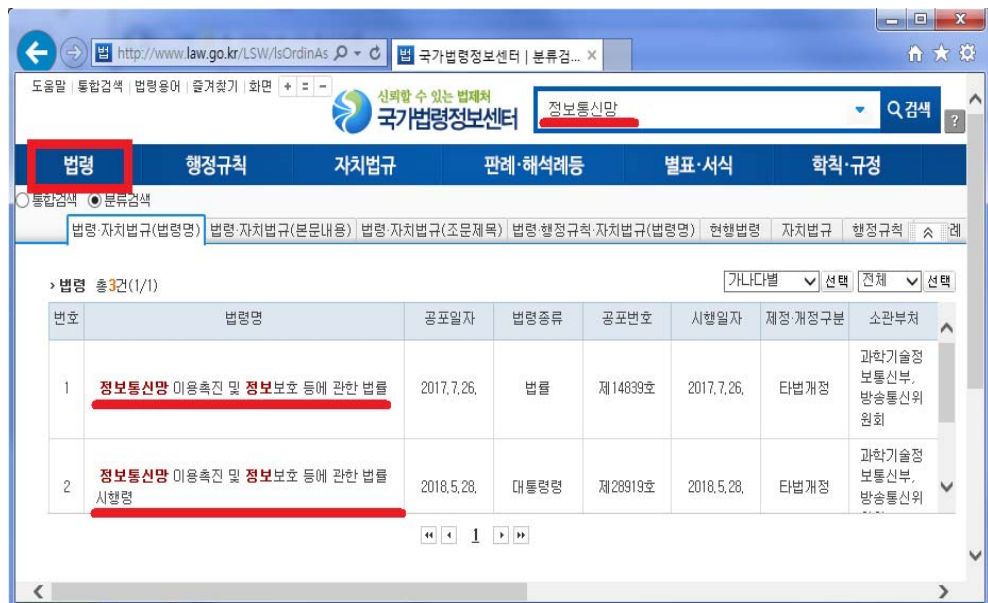 http://www.law.go.kr/LSW/lsOrdinAs
국가법령정보센터 | 분류검... ×
도움말 | 통합검색 | 법령용어 | 즐겨찾기 | 화면 + = -
신뢰할 수 있는 법제처
국가법령정보센터
정보통신망
검색
?
법령 행정규칙 자치법규 판례·해석례등 별표·서식 학칙·규정
통합검색 분류검색
법령·자치법규(법령명) 법령·자치법규(본문내용) 법령·자치법규(조문제목) 법령·행정규칙·자치법규(법령명) 현행법령 자치법규 행정규칙 례
법령 총3건(1/1)
가나다별 선택 전체 선택
번호 법령명 공포일자 법령종류 공포번호 시행일자 제정·개정구분 소관부처
1 정보통신망 이용촉진 및 정보보호 등에 관한 법률 2017.7.26. 법률 제14839호 2017.7.26. 타법개정 과학기술정
보통신부,
방송통신위
원회
2 정보통신망 이용촉진 및 정보보호 등에 관한 법률
시행령 2018.5.28. 대통령령 제28919호 2018.5.28. 타법개정 과학기술정
보통신부,
방송통신위
1